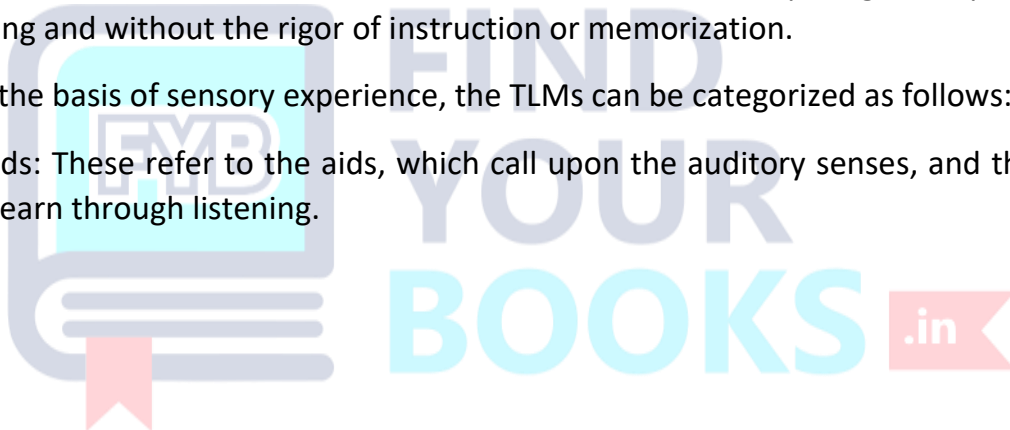 ng and without the rigor of instruction or memorization.
the basis of sensory experience, the TLMs can be categorized as follows:
ds: These refer to the aids, which call upon the auditory senses, and th
earn through listening.
FYB
FIND
YOUR
BOOKS .in